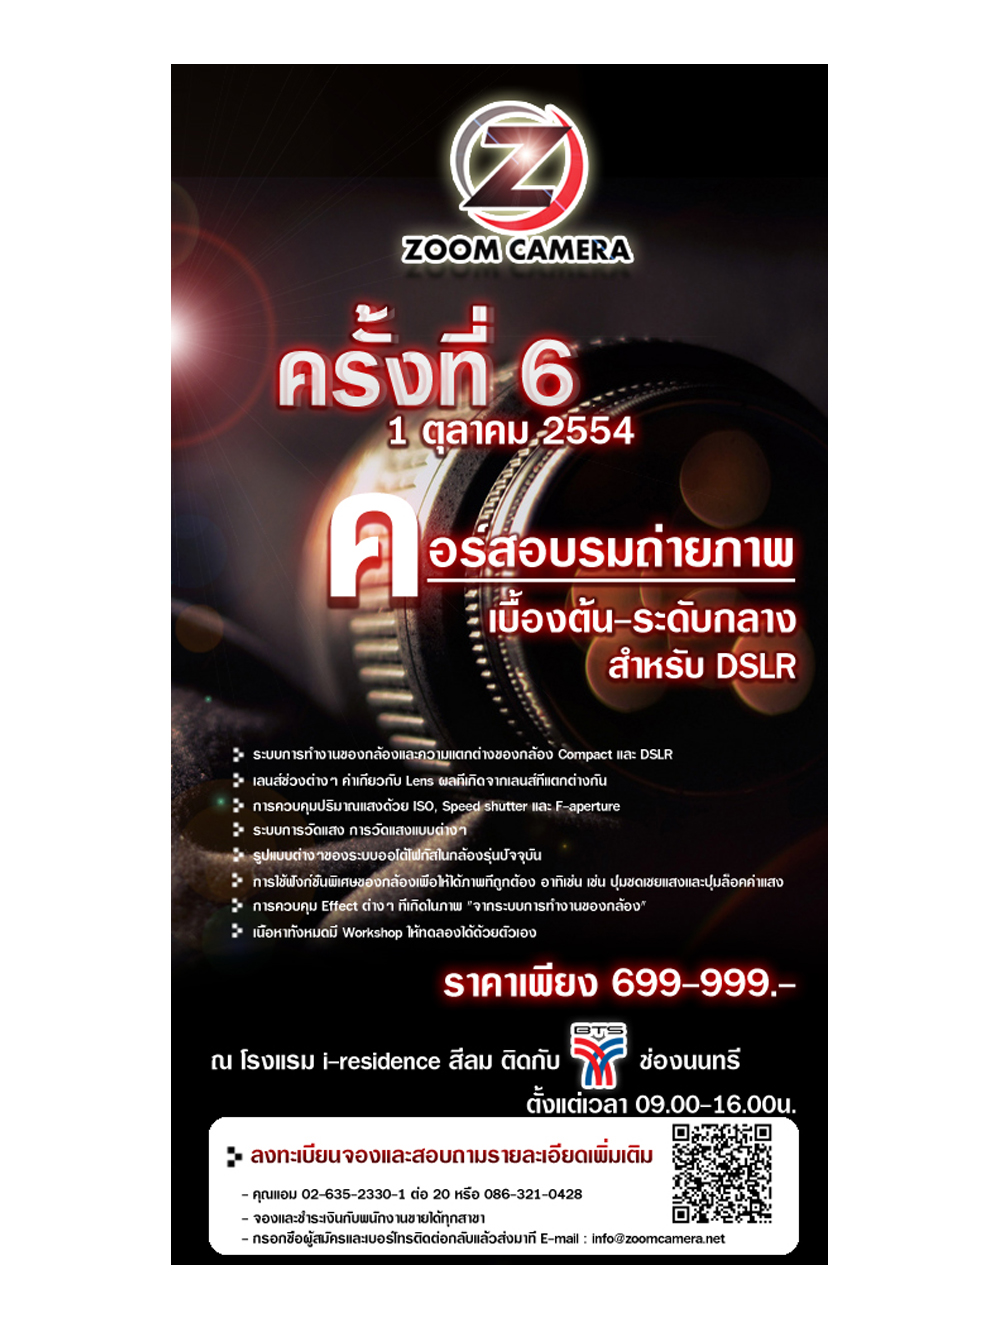 Z
ZOOM CAMERA
ครั้งที่ 6
1 ตุลาคม 2554
คอร์สอบรมถ่ายภาพ
เบื้องต้น-ระดับกลาง
สำหรับ DSLR
ระบบการทำงานของกล้องและความแตกต่างของกล้อง Compact และ DSLR
เลนส์ช่วงต่างๆ ค่าเกี่ยวกับ Lens ผลที่เกิดจากเลนส์ที่แตกต่างกัน
การควบคุมปริมาณแสงด้วย ISO, Speed shutter และ F-aperture
ระบบการวัดแสง การวัดแสงแบบต่างๆ
รูปแบบต่างๆของระบบออโต้โฟกัสในกล้องรุ่นปัจจุบัน
การใช้ฟังก์ชั่นพิเศษของกล้องเพื่อให้ได้ภาพที่ถูกต้อง อาทิเช่น เช่น ปุ่มชดเชยแสงและปุ่มล็อคค่าแสง
การควบคุม Effect ต่างๆ ที่เกิดในภาพ "จากระบบการทำงานของกล้อง"
เนื้อหาทั้งหมดมี Workshop ให้ทดลองได้ด้วยตัวเอง
ราคาเพียง 699-999.-
ณ โรงแรม i-residence สีลม ติดกับ BTS ช่องนนทรี
ตั้งแต่เวลา 09.00-16.00น.
ลงทะเบียนจองและสอบถามรายละเอียดเพิ่มเติม
- คุณแอม 02-635-2330-1 ต่อ 20 หรือ 086-321-0428
- จองและชำระเงินกับพนักงานขายได้ทุกสาขา
- กรอกชื่อผู้สมัครและเบอร์โทรติดต่อกลับแล้วส่งมาที่ E-mail : info@zoomcamera.net